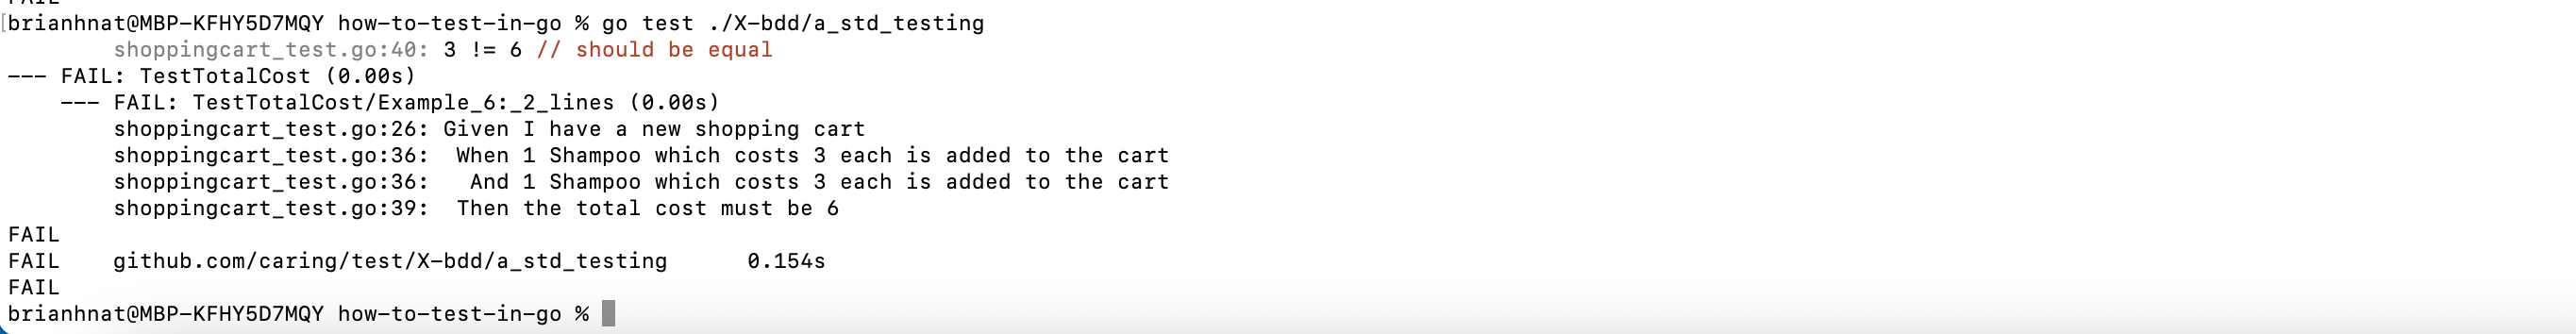 FAIL
[brianhnat@MBP-KFHY5D7MQY how-to-test-in-go % go test ./X-bdd/a_std_testing
        shoppingcart_test.go:40: 3 != 6 // should be equal
--- FAIL: TestTotalCost (0.00s)
    --- FAIL: TestTotalCost/Example_6:_2_lines (0.00s)
        shoppingcart_test.go:26: Given I have a new shopping cart
        shoppingcart_test.go:36:  When 1 Shampoo which costs 3 each is added to the cart
        shoppingcart_test.go:36:   And 1 Shampoo which costs 3 each is added to the cart
        shoppingcart_test.go:39:  Then the total cost must be 6
FAIL
FAIL    github.com/caring/test/X-bdd/a_std_testing      0.154s
FAIL
brianhnat@MBP-KFHY5D7MQY how-to-test-in-go %